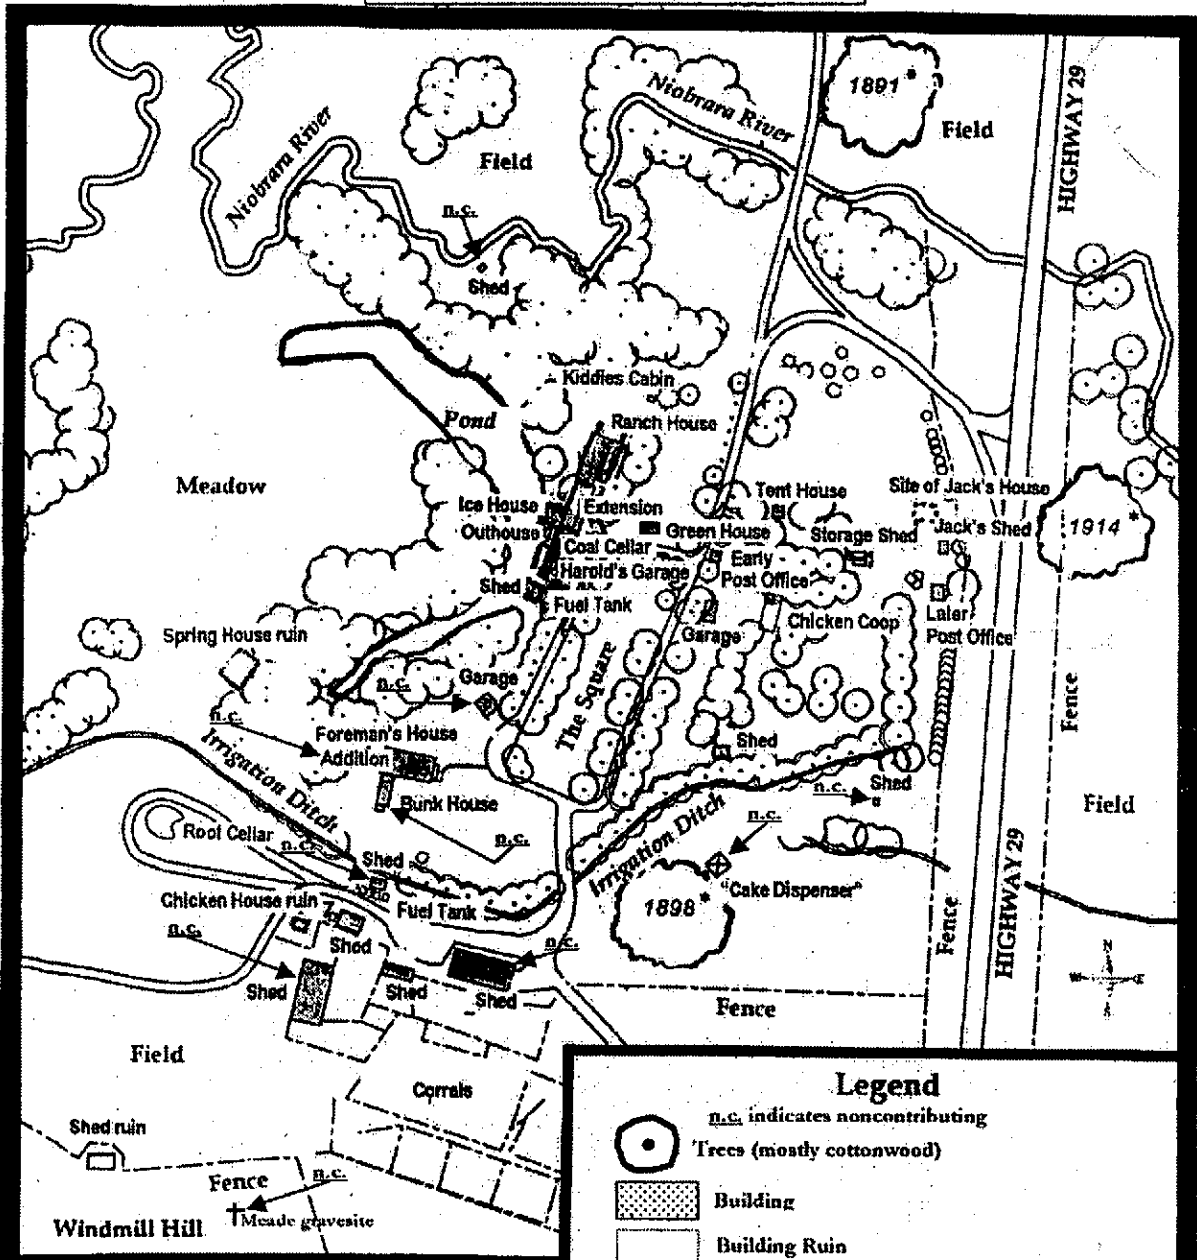 1891*
HIGHWAY 29
Niobrara River
Field
Niobrara River
Field
n.c.
Shed
Kiddies Cabin
Pond
Ranch House
Meadow
Tent House
Site of Jack's House
Ice House
Extension
1914*
Outhouse
Green House
Storage Shed
Jack's Shed
Coal Cellar
Early
Post Office
Harold's Garage
Shed
Fuel Tank
Chicken Coop
Later
Post Office
Garage
Spring House ruin
The Square
Garage
n.c.
Fence
n.c.
Foreman's House
Addition
Irrigation Ditch
Shed
Shed
n.c.
Bunk House
Field
n.c.
n.c.
Root Cellar
n.c.
Shed
Irrigation Ditch
"Cake Dispenser"
1898*
Chicken House ruin
Fuel Tank
HIGHWAY 29
Fence
n.c.
Shed
n.c.
N
W
E
S
Shed
Shed
Shed
Fence
Field
Corrals
Legend
n.c. indicates noncontributing
Trees (mostly cottonwood)
Shed ruin
Fence
n.c.
Building
Meade gravesite
Windmill Hill
Building Ruin